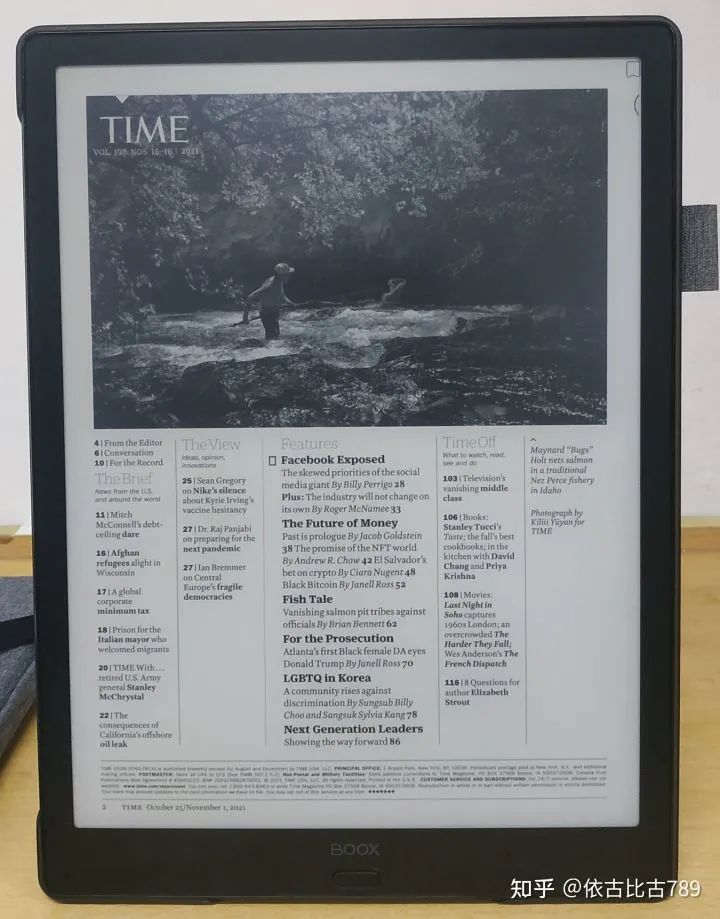 TIME
VOL. 198, NOS. 15–16 | 2021
4 | From the Editor
6 | Conversation
10 | For the Record
The Brief
News from the U.S.
and around the world
11 | Mitch
McConnell's debt-
ceiling dare
16 | Afghan
refugees alight in
Wisconsin
17 | A global
corporate
minimum tax
18 | Prison for the
Italian mayor who
welcomed migrants
20 | TIME With ...
retired U.S. Army
general Stanley
McChrystal
22 | The
consequences of
California's offshore
oil leak
The View
Ideas, opinion,
innovations
25 | Sean Gregory
on Nike's silence
about Kyrie Irving's
vaccine hesitancy
27 | Dr. Raj Panjabi
on preparing for the
next pandemic
27 | Ian Bremmer
on Central
Europe's fragile
democracies
Features
Facebook Exposed
The skewed priorities of the social
media giant By Billy Perrigo 28
Plus: The industry will not change on
its own By Roger McNamee 33
The Future of Money
Past is prologue By Jacob Goldstein
38 The promise of the NFT world
By Andrew R. Chow 42 El Salvador's
bet on crypto By Ciara Nugent 48
Black Bitcoin By Janell Ross 52
Fish Tale
Vanishing salmon pit tribes against
officials By Brian Bennett 62
For the Prosecution
Atlanta's first Black female DA eyes
Donald Trump By Janell Ross 70
LGBTQ in Korea
A community rises against
discrimination By Sungsub Billy
Choo and Sangsuk Sylvia Kang 78
Next Generation Leaders
Showing the way forward 86
Time Off
What to watch, read,
see and do
103 | Television's
vanishing middle
class
106 | Books:
Stanley Tucci's
Taste; the fall's best
cookbooks; in the
kitchen with David
Chang and Priya
Krishna
108 | Movies:
Last Night in
Soho captures
1960s London; an
overcrowded The
Harder They Fall;
Wes Anderson's The
French Dispatch
116 | 8 Questions for
author Elizabeth
Strout
Maynard "Bugs"
Holt nets salmon
in a traditional
Nez Perce fishery
in Idaho
Photograph by
Kiliii Yüyan for
TIME
2 TIME October 25/November 1, 2021
BOOX
知乎 @依古比古789